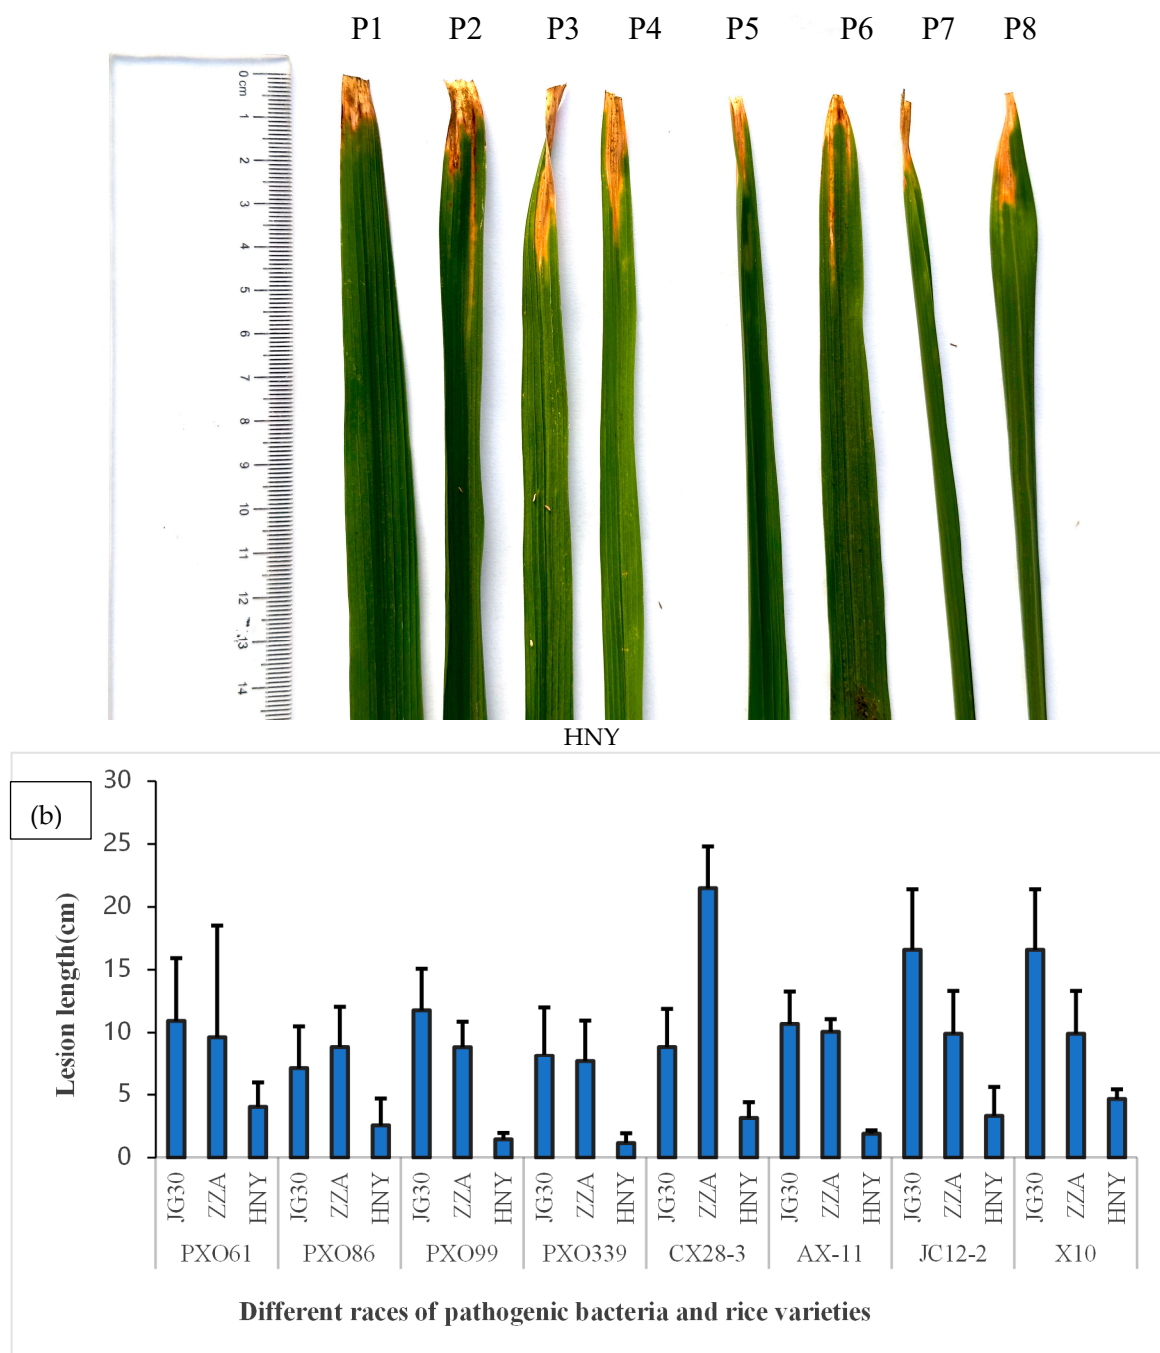 P1 P2 P3 P4 P5 P6 P7 P8
0 cm
1
2
3
4
5
6
7
8
9
10
11
12
13
14
HNY
(b)
Lesion length(cm)
30
25
20
15
10
5
0
JG30 ZZA HNY JG30 ZZA HNY JG30 ZZA HNY JG30 ZZA HNY JG30 ZZA HNY JG30 ZZA HNY JG30 ZZA HNY JG30 ZZA HNY
PXO61 PXO86 PXO99 PXO339 CX28-3 AX-11 JC12-2 X10
Different races of pathogenic bacteria and rice varieties